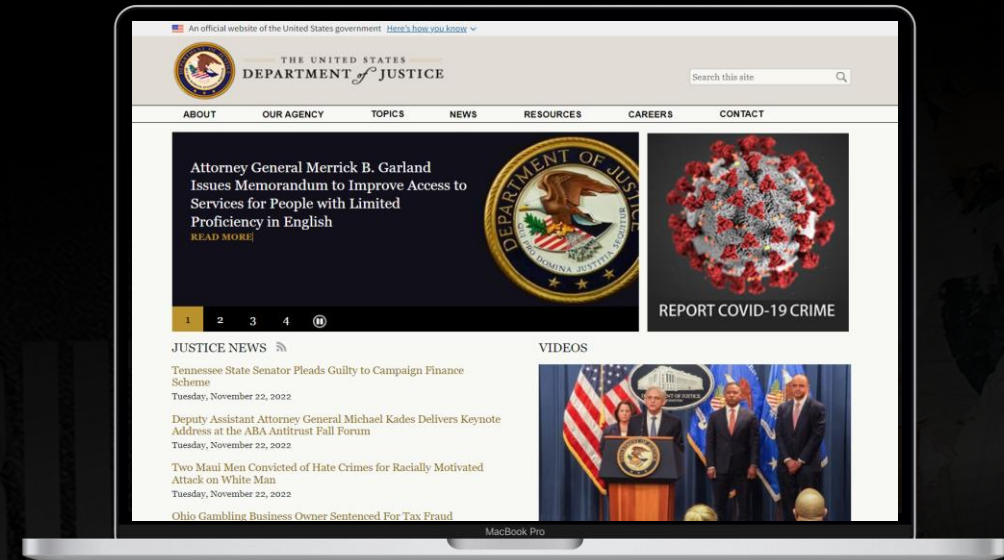 An official website of the United States government Here's how you know
THE UNITED STATES
DEPARTMENT of JUSTICE
Search this site
ABOUT OUR AGENCY TOPICS NEWS RESOURCES CAREERS CONTACT
Attorney General Merrick B. Garland
Issues Memorandum to Improve Access to
Services for People with Limited
Proficiency in English
READ MORE
DEPARTMENT OF JUSTICE
QUI PRO DOMINA JUSTITIA SEQUITUR
REPORT COVID-19 CRIME
1 2 3 4
JUSTICE NEWS
Tennessee State Senator Pleads Guilty to Campaign Finance
Scheme
Tuesday, November 22, 2022
Deputy Assistant Attorney General Michael Kades Delivers Keynote
Address at the ABA Antitrust Fall Forum
Tuesday, November 22, 2022
Two Maui Men Convicted of Hate Crimes for Racially Motivated
Attack on White Man
Tuesday, November 22, 2022
Ohio Gambling Business Owner Sentenced For Tax Fraud
VIDEOS
MacBook Pro